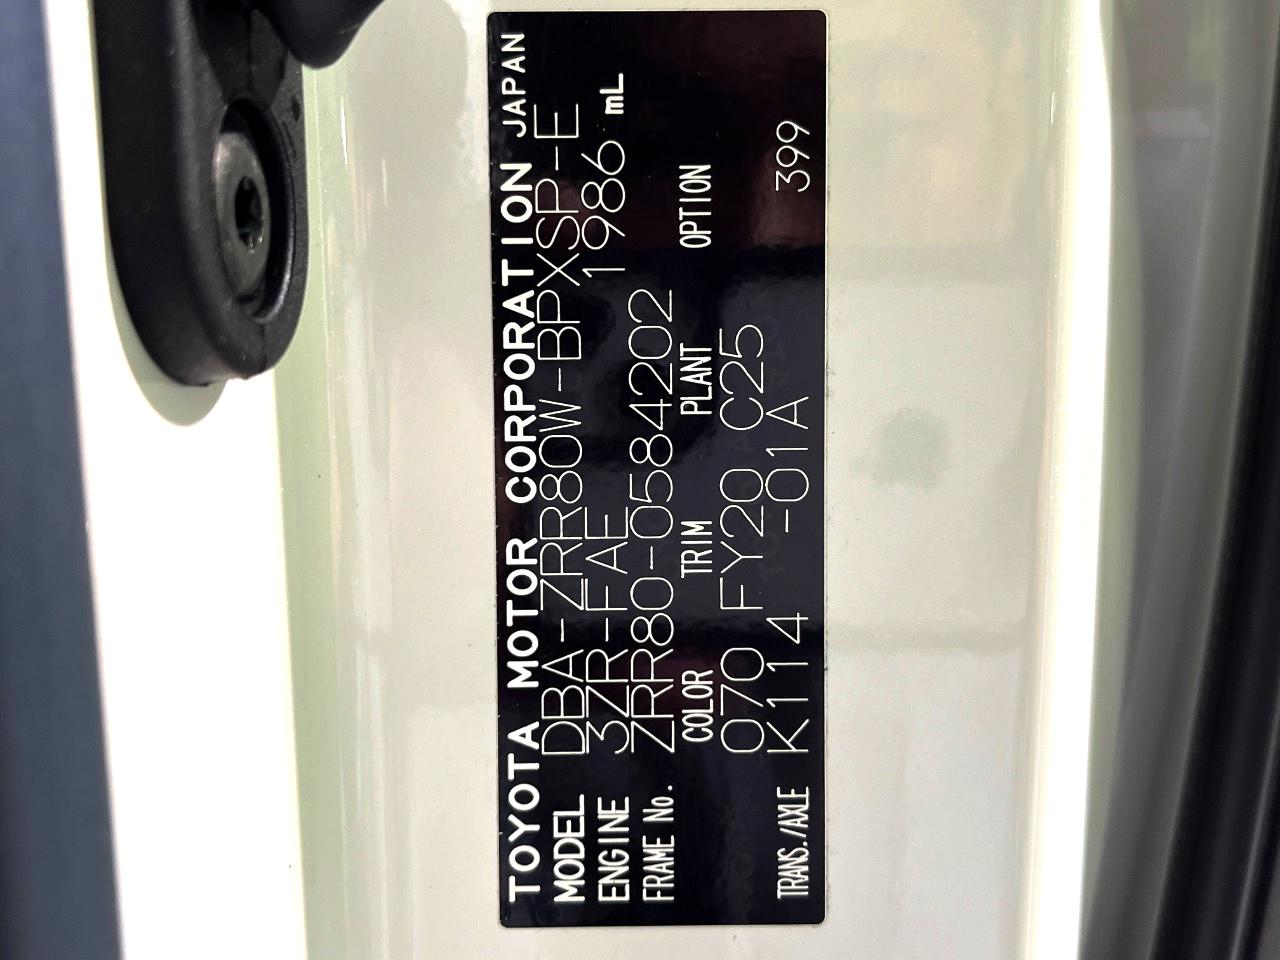 TOYOTA MOTOR CORPORATION JAPAN
MODEL DBA-ZRR80W-BPXSP-E
ENGINE 3ZR-FAE 1986 mL
FRAME No. ZRR80-0584202
COLOR TRIM PLANT OPTION
070 FY20 C25
TRANS./AXLE K114 -01A 399